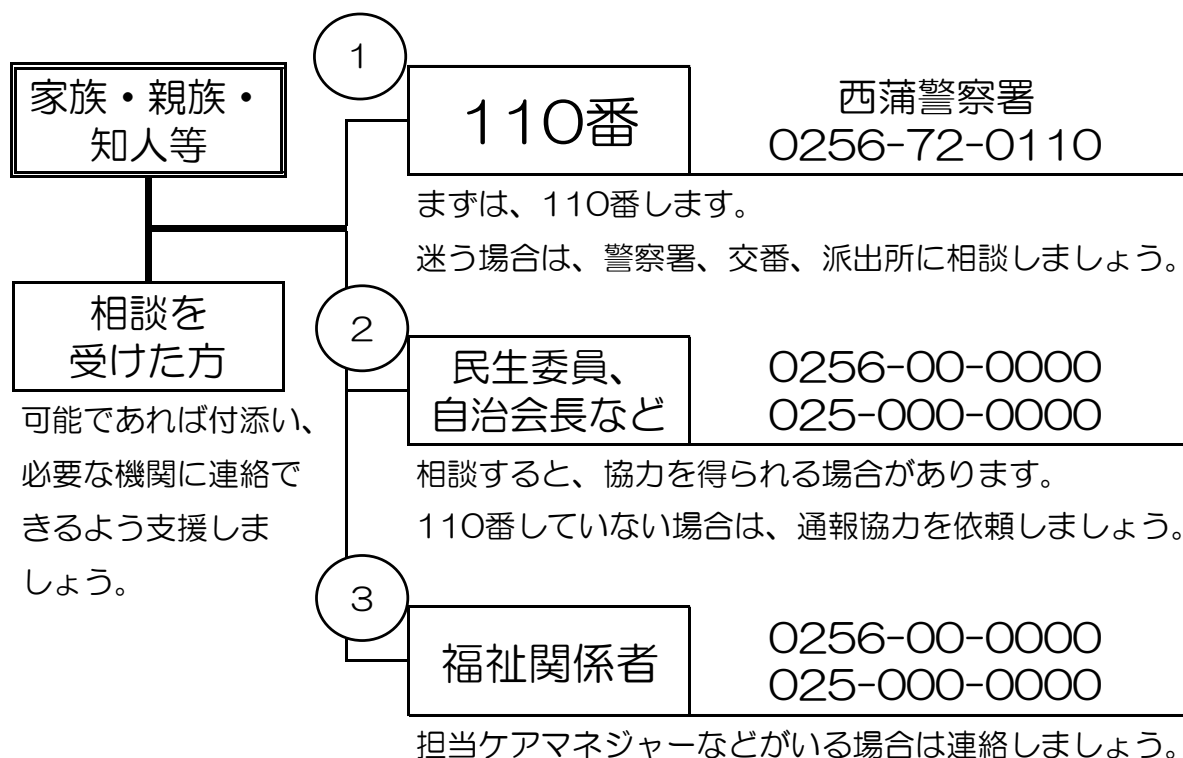 家族・親族・
知人等
相談を
受けた方
可能であれば付添い、
必要な機関に連絡で
きるよう支援しま
しょう。
1
110番
西蒲警察署
0256-72-0110
まずは、110番します。
迷う場合は、警察署、交番、派出所に相談しましょう。
2
民生委員、
自治会長など
0256-00-0000
025-000-0000
相談すると、協力を得られる場合があります。
110番していない場合は、通報協力を依頼しましょう。
3
福祉関係者
0256-00-0000
025-000-0000
担当ケアマネジャーなどがいる場合は連絡しましょう。